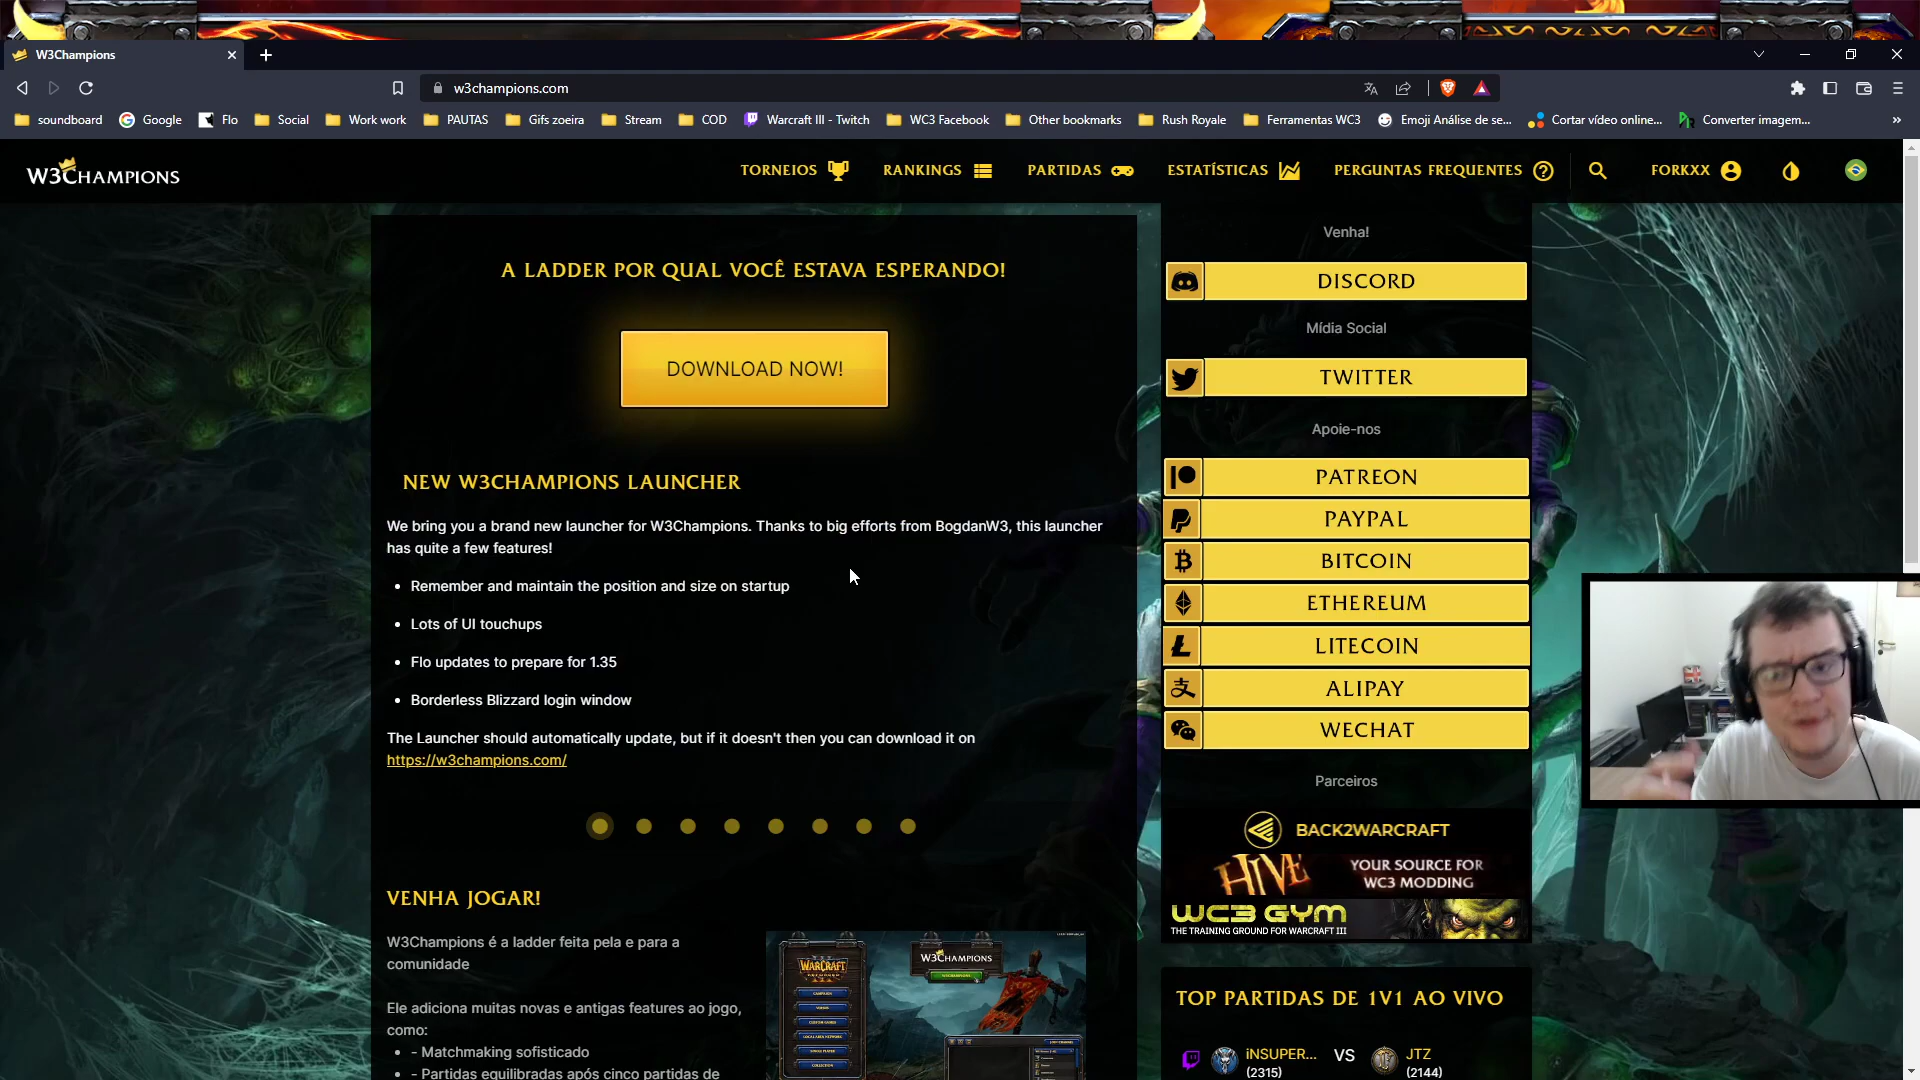 W3Champions
w3champions.com
soundboard
Google
Flo
Social
Work work
PAUTAS
Gifs zoeira
Stream
COD
Warcraft III - Twitch
WC3 Facebook
Other bookmarks
Rush Royale
Ferramentas WC3
Emoji Análise de se...
Cortar vídeo online...
Converter imagem...
»
W3CHAMPIONS
TORNEIOS
RANKINGS
PARTIDAS
ESTATÍSTICAS
PERGUNTAS FREQUENTES
FORKXX
A LADDER POR QUAL VOCÊ ESTAVA ESPERANDO!
DOWNLOAD NOW!
NEW W3CHAMPIONS LAUNCHER
We bring you a brand new launcher for W3Champions. Thanks to big efforts from BogdanW3, this launcher
has quite a few features!
• Remember and maintain the position and size on startup
• Lots of UI touchups
• Flo updates to prepare for 1.35
• Borderless Blizzard login window
The Launcher should automatically update, but if it doesn't then you can download it on
https://w3champions.com/
VENHA JOGAR!
W3Champions é a ladder feita pela e para a
comunidade
Ele adiciona muitas novas e antigas features ao jogo,
como:
• - Matchmaking sofisticado
• - Partidas equilibradas após cinco partidas de
WARCRAFT
W3CHAMPIONS
Venha!
DISCORD
Mídia Social
TWITTER
Apoie-nos
PATREON
PAYPAL
BITCOIN
ETHEREUM
LITECOIN
ALIPAY
支
WECHAT
Parceiros
BACK2WARCRAFT
HIVE
YOUR SOURCE FOR
WC3 MODDING
WC3 GYM
THE TRAINING GROUND FOR WARCRAFT III
TOP PARTIDAS DE 1V1 AO VIVO
iNSUPER...
(2315)
VS
JTZ
(2144)